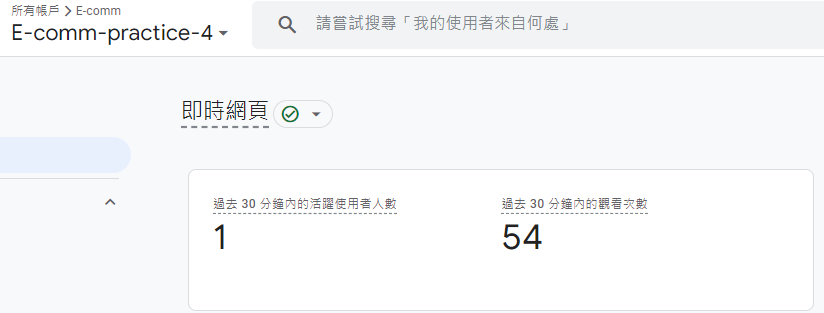 所有帳戶 > E-comm
E-comm-practice-4
請嘗試搜尋「我的使用者來自何處」
即時網頁
過去 30 分鐘內的活躍使用者人數
過去 30 分鐘內的觀看次數
1
54